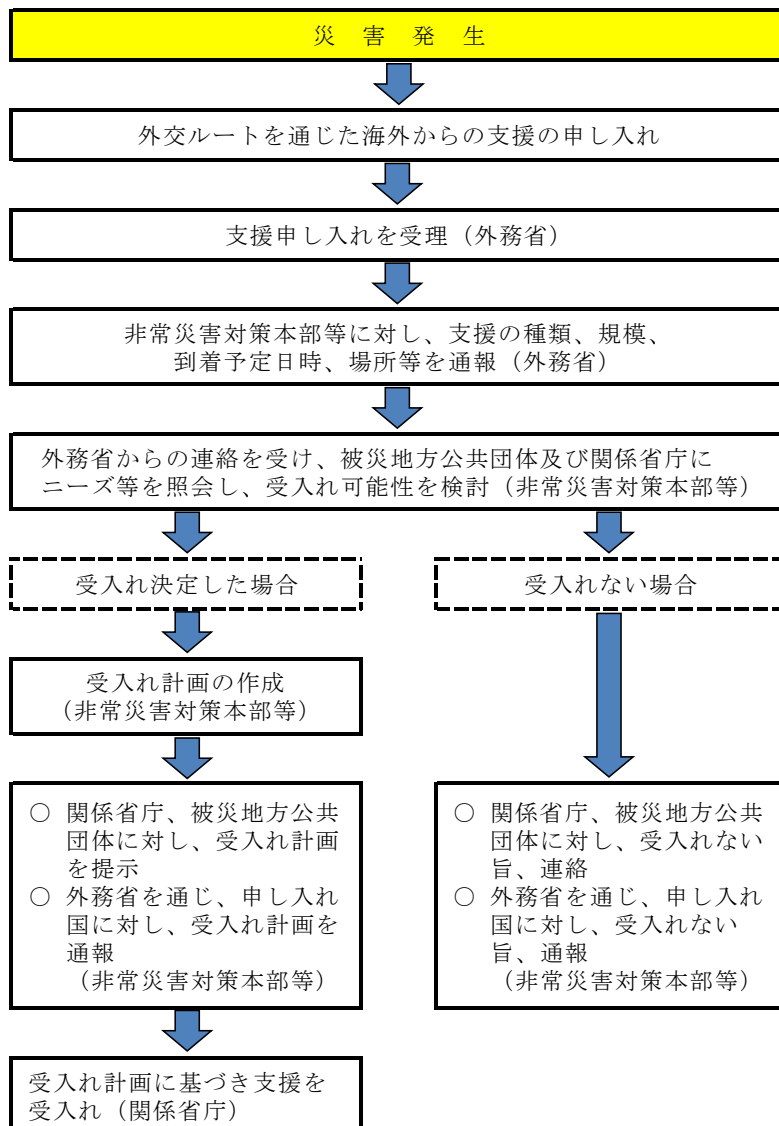 災 害 発 生
外交ルートを通じた海外からの支援の申し入れ
支援申し入れを受理（外務省）
非常災害対策本部等に対し、支援の種類、規模、
到着予定日時、場所等を通報（外務省）
外務省からの連絡を受け、被災地方公共団体及び関係省庁に
ニーズ等を照会し、受入れ可能性を検討（非常災害対策本部等）
受入れ決定した場合
受入れない場合
受入れ計画の作成
（非常災害対策本部等）
○ 関係省庁、被災地方公共
団体に対し、受入れ計画
を提示
○ 外務省を通じ、申し入れ
国に対し、受入れ計画を
通報
（非常災害対策本部等）
○ 関係省庁、被災地方公共
団体に対し、受入れない
旨、連絡
○ 外務省を通じ、申し入れ
国に対し、受入れない
旨、通報
（非常災害対策本部等）
受入れ計画に基づき支援を
受入れ（関係省庁）